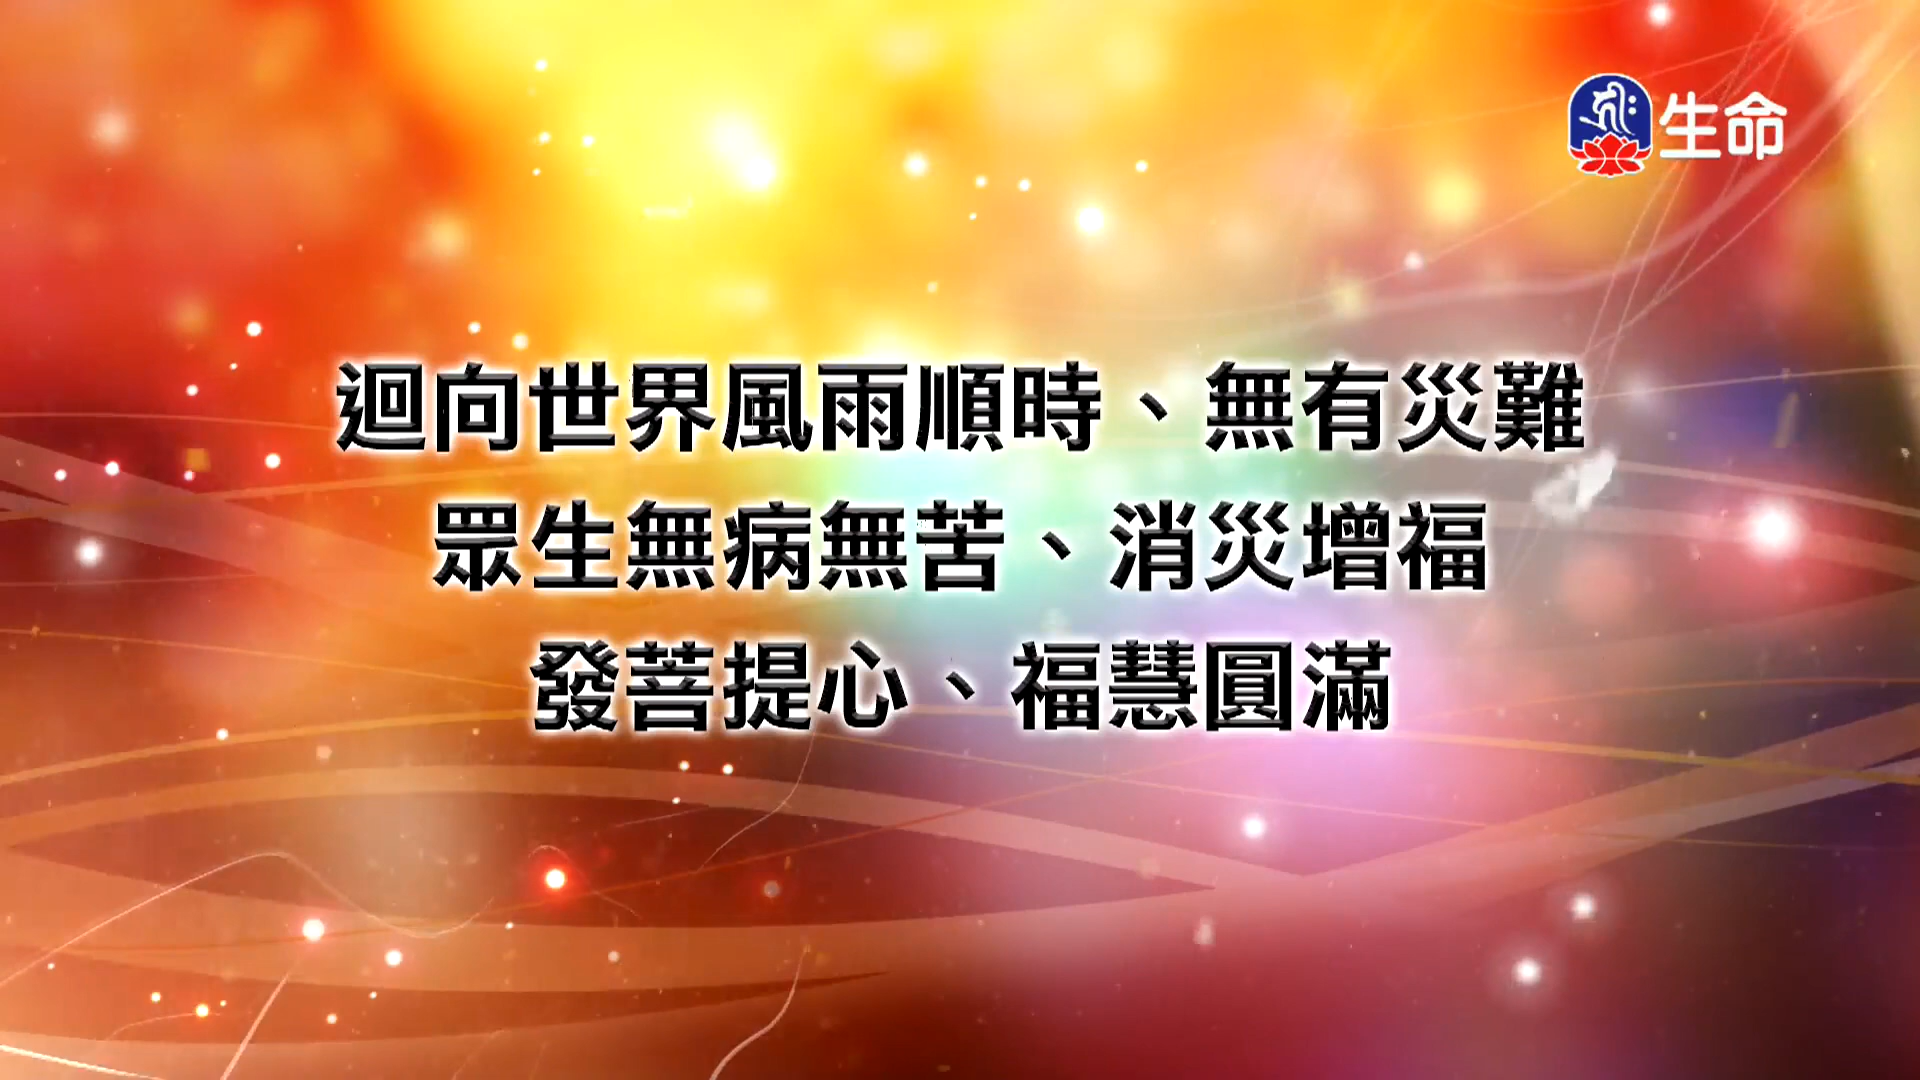 生命
迴向世界風雨順時、無有災難
眾生無病無苦、消災增福
發菩提心、福慧圓滿